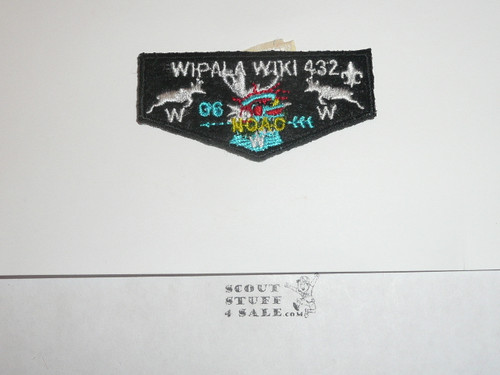 WIPALA WIKI 432
W W
06
NOAC
W
SCOUT
STUFF
4 SALE.COM